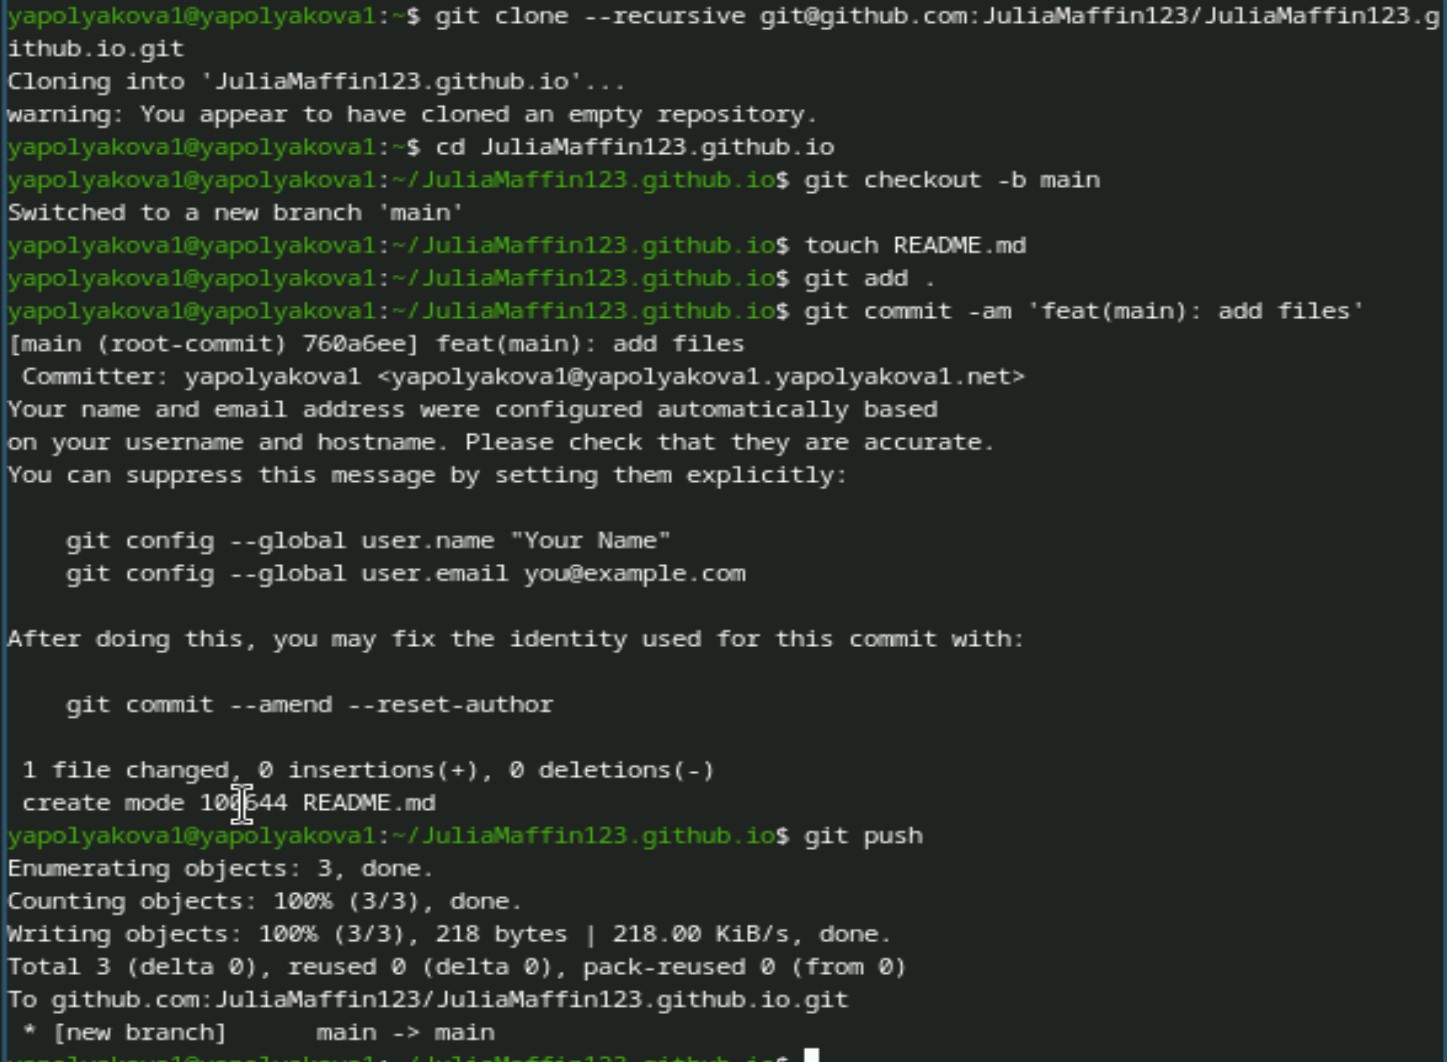 yapolyakova1@yapolyakova1:~$ git clone --recursive git@github.com:JuliaMaffin123/JuliaMaffin123.g
ithub.io.git
Cloning into 'JuliaMaffin123.github.io'...
warning: You appear to have cloned an empty repository.
yapolyakova1@yapolyakova1:~$ cd JuliaMaffin123.github.io
yapolyakova1@yapolyakova1:~/JuliaMaffin123.github.io$ git checkout -b main
Switched to a new branch 'main'
yapolyakova1@yapolyakova1:~/JuliaMaffin123.github.io$ touch README.md
yapolyakova1@yapolyakova1:~/JuliaMaffin123.github.io$ git add .
yapolyakova1@yapolyakova1:~/JuliaMaffin123.github.io$ git commit -am 'feat(main): add files'
[main (root-commit) 760a6ee] feat(main): add files
 Committer: yapolyakova1 <yapolyakova1@yapolyakova1.yapolyakova1.net>
Your name and email address were configured automatically based
on your username and hostname. Please check that they are accurate.
You can suppress this message by setting them explicitly:

    git config --global user.name "Your Name"
    git config --global user.email you@example.com

After doing this, you may fix the identity used for this commit with:

    git commit --amend --reset-author

 1 file changed, 0 insertions(+), 0 deletions(-)
 create mode 100644 README.md
yapolyakova1@yapolyakova1:~/JuliaMaffin123.github.io$ git push
Enumerating objects: 3, done.
Counting objects: 100% (3/3), done.
Writing objects: 100% (3/3), 218 bytes | 218.00 KiB/s, done.
Total 3 (delta 0), reused 0 (delta 0), pack-reused 0 (from 0)
To github.com:JuliaMaffin123/JuliaMaffin123.github.io.git
 * [new branch]      main -> main